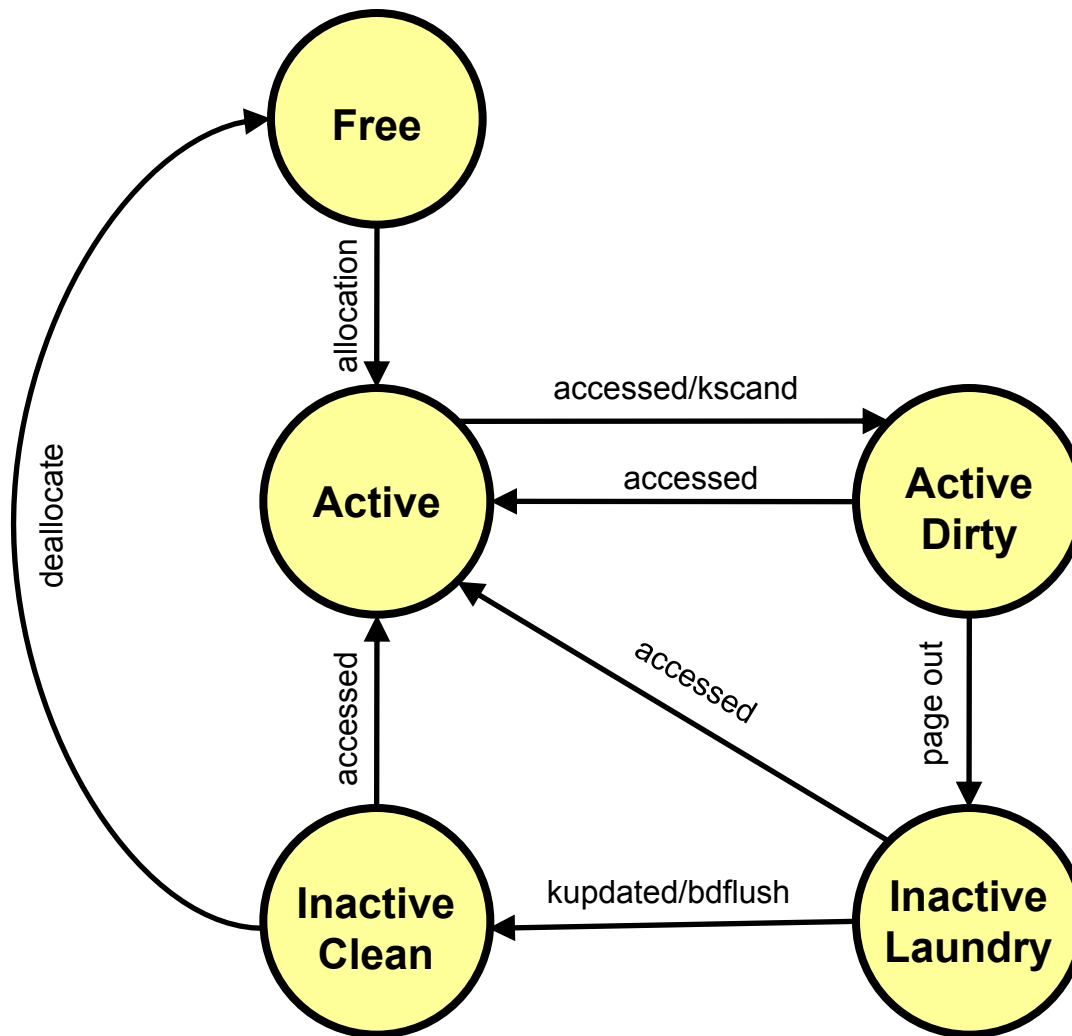 Free
allocation
accessed/kscand
Active
accessed
Active
Dirty
deallocate
accessed
accessed
page out
Inactive
Clean
kupdated/bdflush
Inactive
Laundry